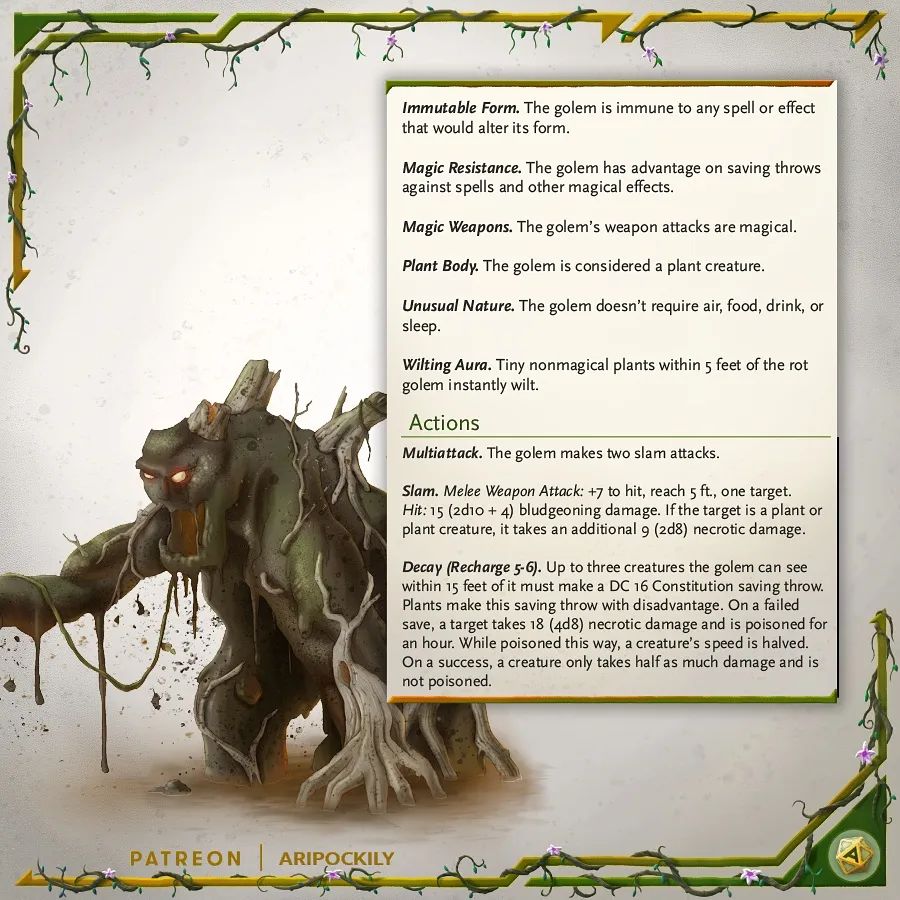 Immutable Form. The golem is immune to any spell or effect
that would alter its form.
Magic Resistance. The golem has advantage on saving throws
against spells and other magical effects.
Magic Weapons. The golem's weapon attacks are magical.
Plant Body. The golem is considered a plant creature.
Unusual Nature. The golem doesn't require air, food, drink, or
sleep.
Wilting Aura. Tiny nonmagical plants within 5 feet of the rot
golem instantly wilt.
Actions
Multiattack. The golem makes two slam attacks.
Slam. Melee Weapon Attack: +7 to hit, reach 5 ft., one target.
Hit: 15 (2d10 + 4) bludgeoning damage. If the target is a plant or
plant creature, it takes an additional 9 (2d8) necrotic damage.
Decay (Recharge 5-6). Up to three creatures the golem can see
within 15 feet of it must make a DC 16 Constitution saving throw.
Plants make this saving throw with disadvantage. On a failed
save, a target takes 18 (4d8) necrotic damage and is poisoned for
an hour. While poisoned this way, a creature's speed is halved.
On a success, a creature only takes half as much damage and is
not poisoned.
PATREON | ARIPOCKILY
A